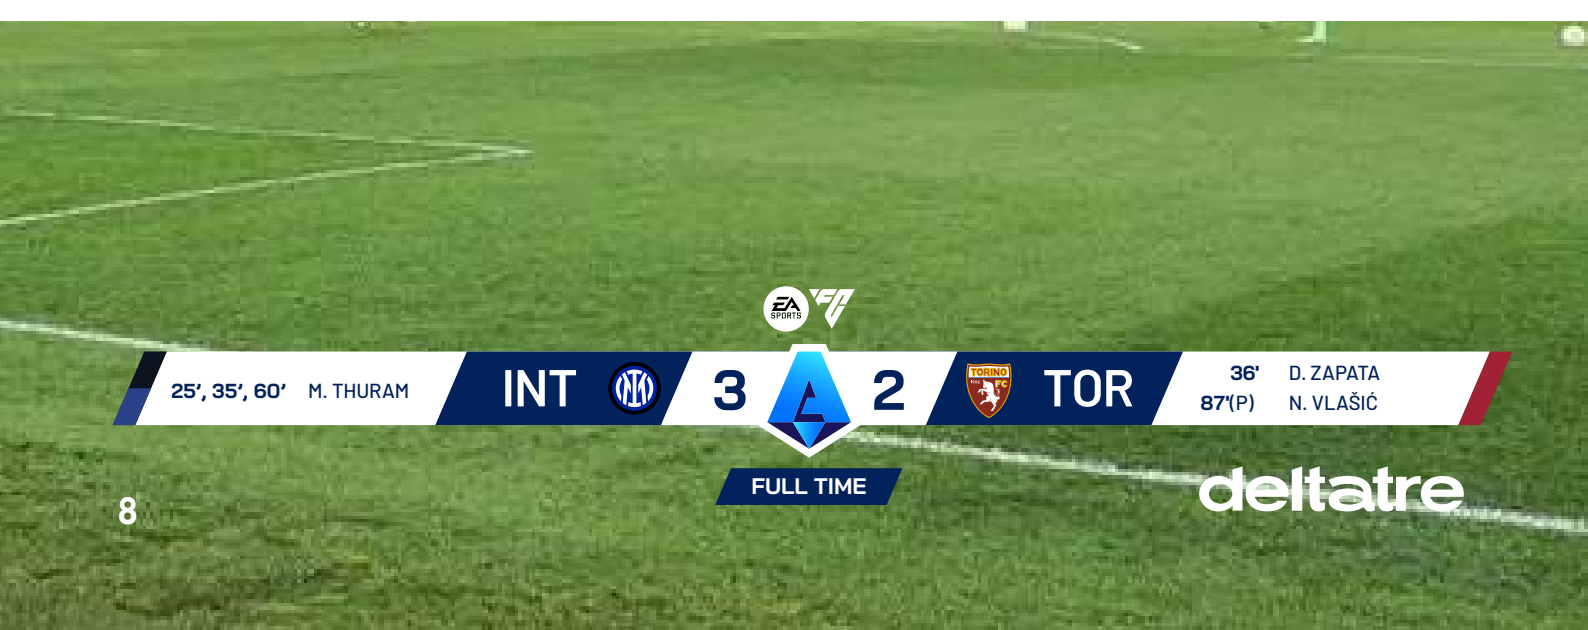 EA
SPORTS
FC
25', 35', 60' M. THURAM
INT
3
2
TORINO
FC
1906
TOR
36' D. ZAPATA
87'(P) N. VLAŠIĆ
FULL TIME
8
deltatre